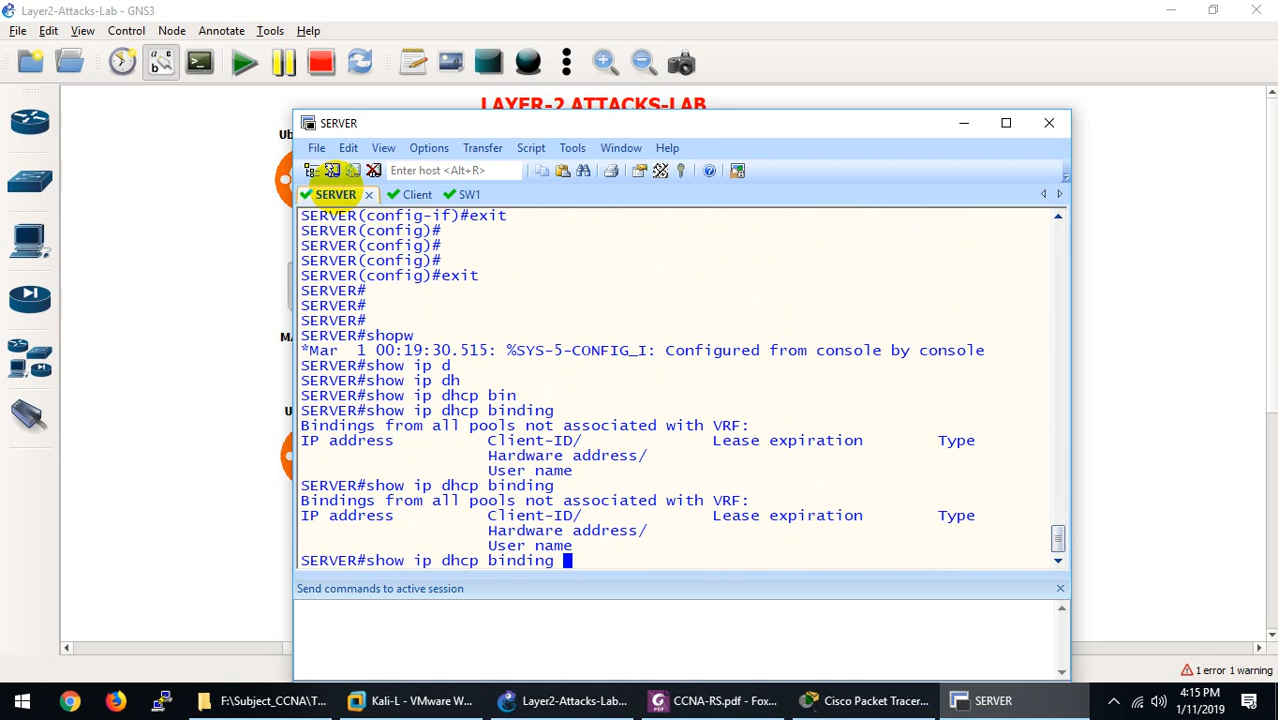 Layer2-Attacks-Lab - GNS3
File Edit View Control Node Annotate Tools Help
LAYER-2 ATTACKS-LAB
Ub
SERVER
File Edit View Options Transfer Script Tools Window Help
Enter host <Alt+R>
SERVER Client SW1
SERVER(config-if)#exit
SERVER(config)#
SERVER(config)#
SERVER(config)#
SERVER(config)#exit
SERVER#
SERVER#
SERVER#
SERVER#shopw
*Mar  1 00:19:30.515: %SYS-5-CONFIG_I: Configured from console by console
SERVER#show ip d
SERVER#show ip dh
SERVER#show ip dhcp bin
SERVER#show ip dhcp binding
Bindings from all pools not associated with VRF:
IP address          Client-ID/              Lease expiration        Type
                    Hardware address/
                    User name
SERVER#show ip dhcp binding
Bindings from all pools not associated with VRF:
IP address          Client-ID/              Lease expiration        Type
                    Hardware address/
                    User name
SERVER#show ip dhcp binding
MA
U
Send commands to active session
1 error 1 warning
F:\Subject_CCNA\T... Kali-L - VMware W... Layer2-Attacks-Lab... CCNA-RS.pdf - Fox... Cisco Packet Tracer... SERVER
4:15 PM
1/11/2019